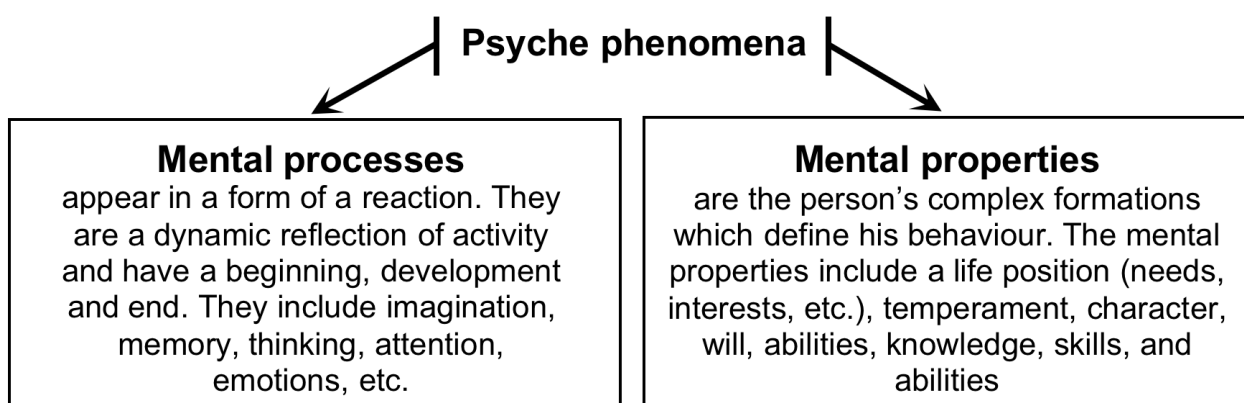 Psyche phenomena
Mental processes
appear in a form of a reaction. They
are a dynamic reflection of activity
and have a beginning, development
and end. They include imagination,
memory, thinking, attention,
emotions, etc.
Mental properties
are the person’s complex formations
which define his behaviour. The mental
properties include a life position (needs,
interests, etc.), temperament, character,
will, abilities, knowledge, skills, and
abilities